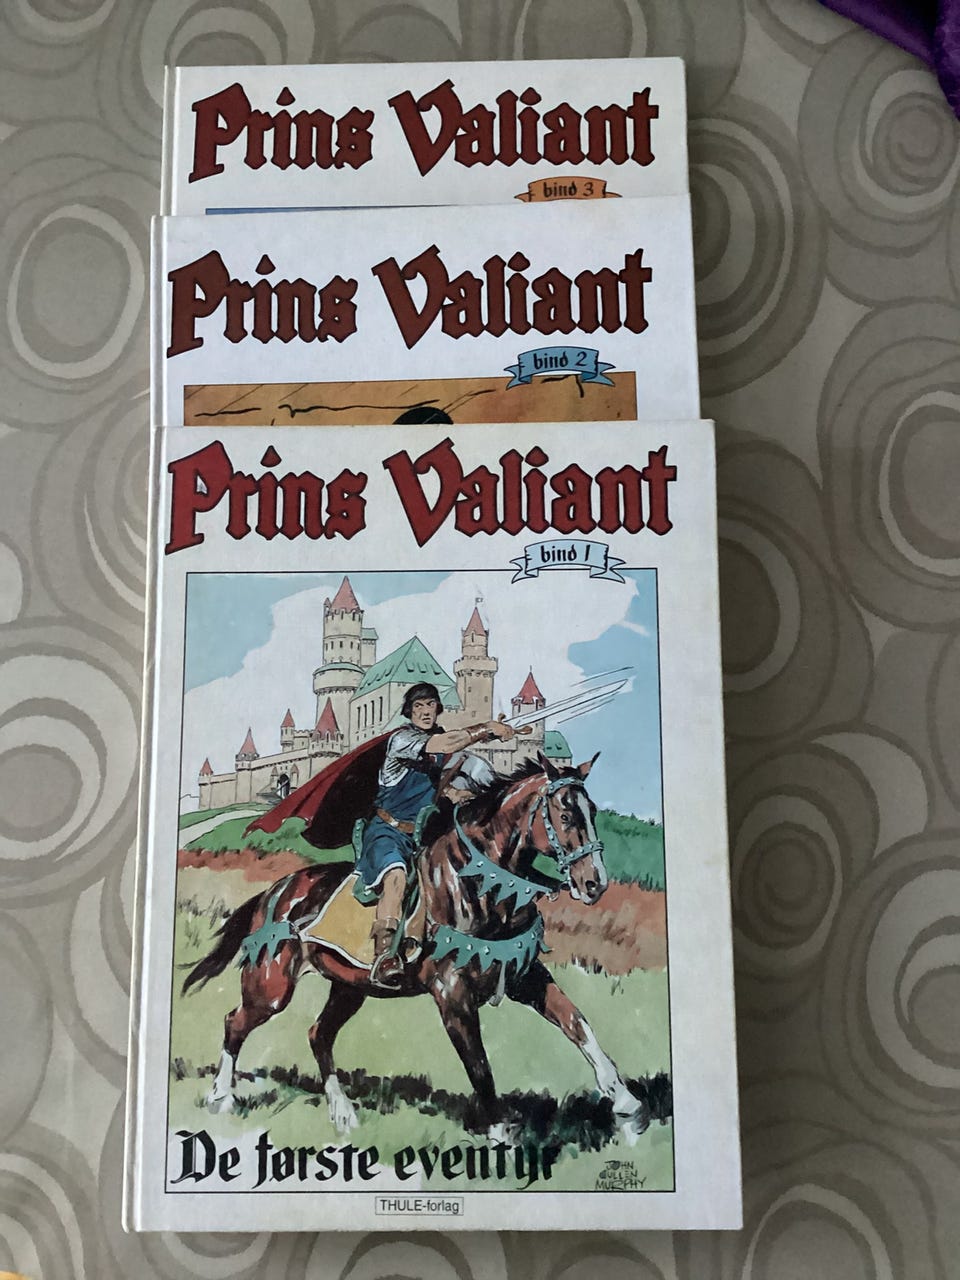 Prins Valiant
bind 3
Prins Valiant
bind 2
Prins Valiant
bind 1
De første eventyr
JOHN
CULLEN
MURPHY
THULE-forlag